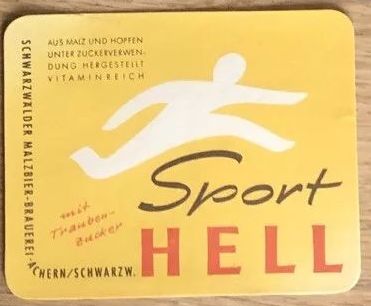 AUS MALZ UND HOPFEN
UNTER ZUCKERVERWEN-
DUNG HERGESTELLT
VITAMINREICH
SCHWARZWÄLDER MALZBIER-BRAUEREI-ACHERN/SCHWARZW.
Sport
mit
Trauben-
zucker
HELL